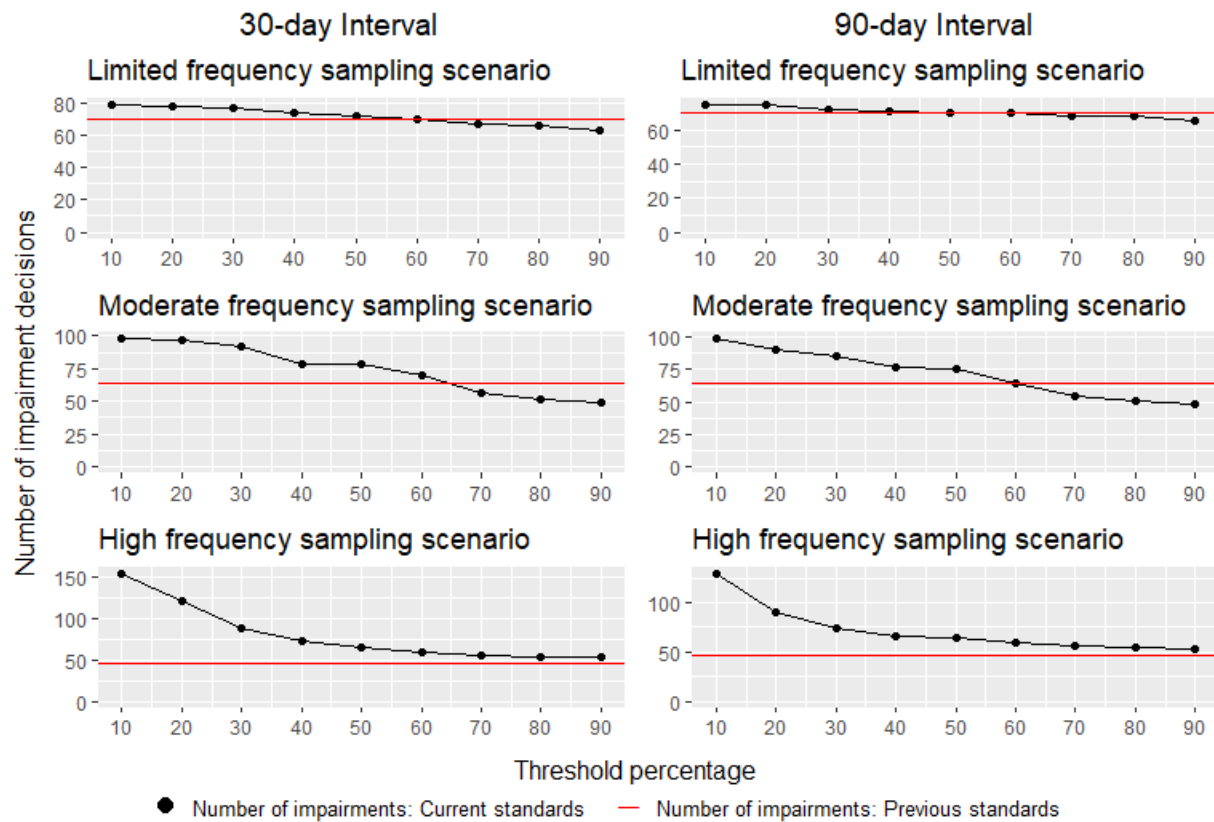 30-day Interval
90-day Interval
Limited frequency sampling scenario
Limited frequency sampling scenario
80
60
40
20
0
10 20 30 40 50 60 70 80 90
60
40
20
0
10 20 30 40 50 60 70 80 90
Moderate frequency sampling scenario
Moderate frequency sampling scenario
100
75
50
25
0
10 20 30 40 50 60 70 80 90
100
75
50
25
0
10 20 30 40 50 60 70 80 90
High frequency sampling scenario
High frequency sampling scenario
150
100
50
0
10 20 30 40 50 60 70 80 90
100
50
0
10 20 30 40 50 60 70 80 90
Number of impairment decisions
Threshold percentage
Number of impairments: Current standards
Number of impairments: Previous standards